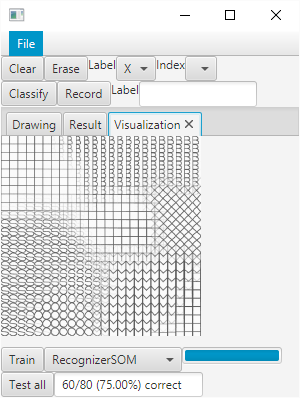 File
Clear Erase Label X Index
Classify Record Label
Drawing Result Visualization
Train RecognizerSOM
Test all 60/80 (75.00%) correct